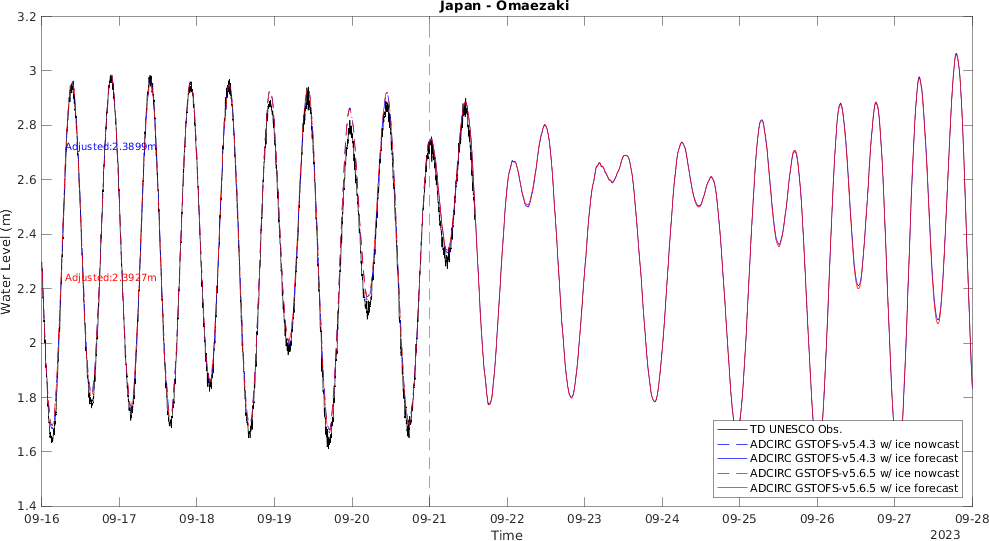 Japan - Omaezaki
3.2
3
2.8
2.6
2.4
2.2
2
1.8
1.6
1.4
Water Level (m)
Adjusted:2.3899m
Adjusted:2.3927m
TD UNESCO Obs.
ADCIRC GSTOFS-v5.4.3 w/ ice nowcast
ADCIRC GSTOFS-v5.4.3 w/ ice forecast
ADCIRC GSTOFS-v5.6.5 w/ ice nowcast
ADCIRC GSTOFS-v5.6.5 w/ ice forecast
09-16 09-17 09-18 09-19 09-20 09-21 09-22 09-23 09-24 09-25 09-26 09-27 09-28
Time
2023